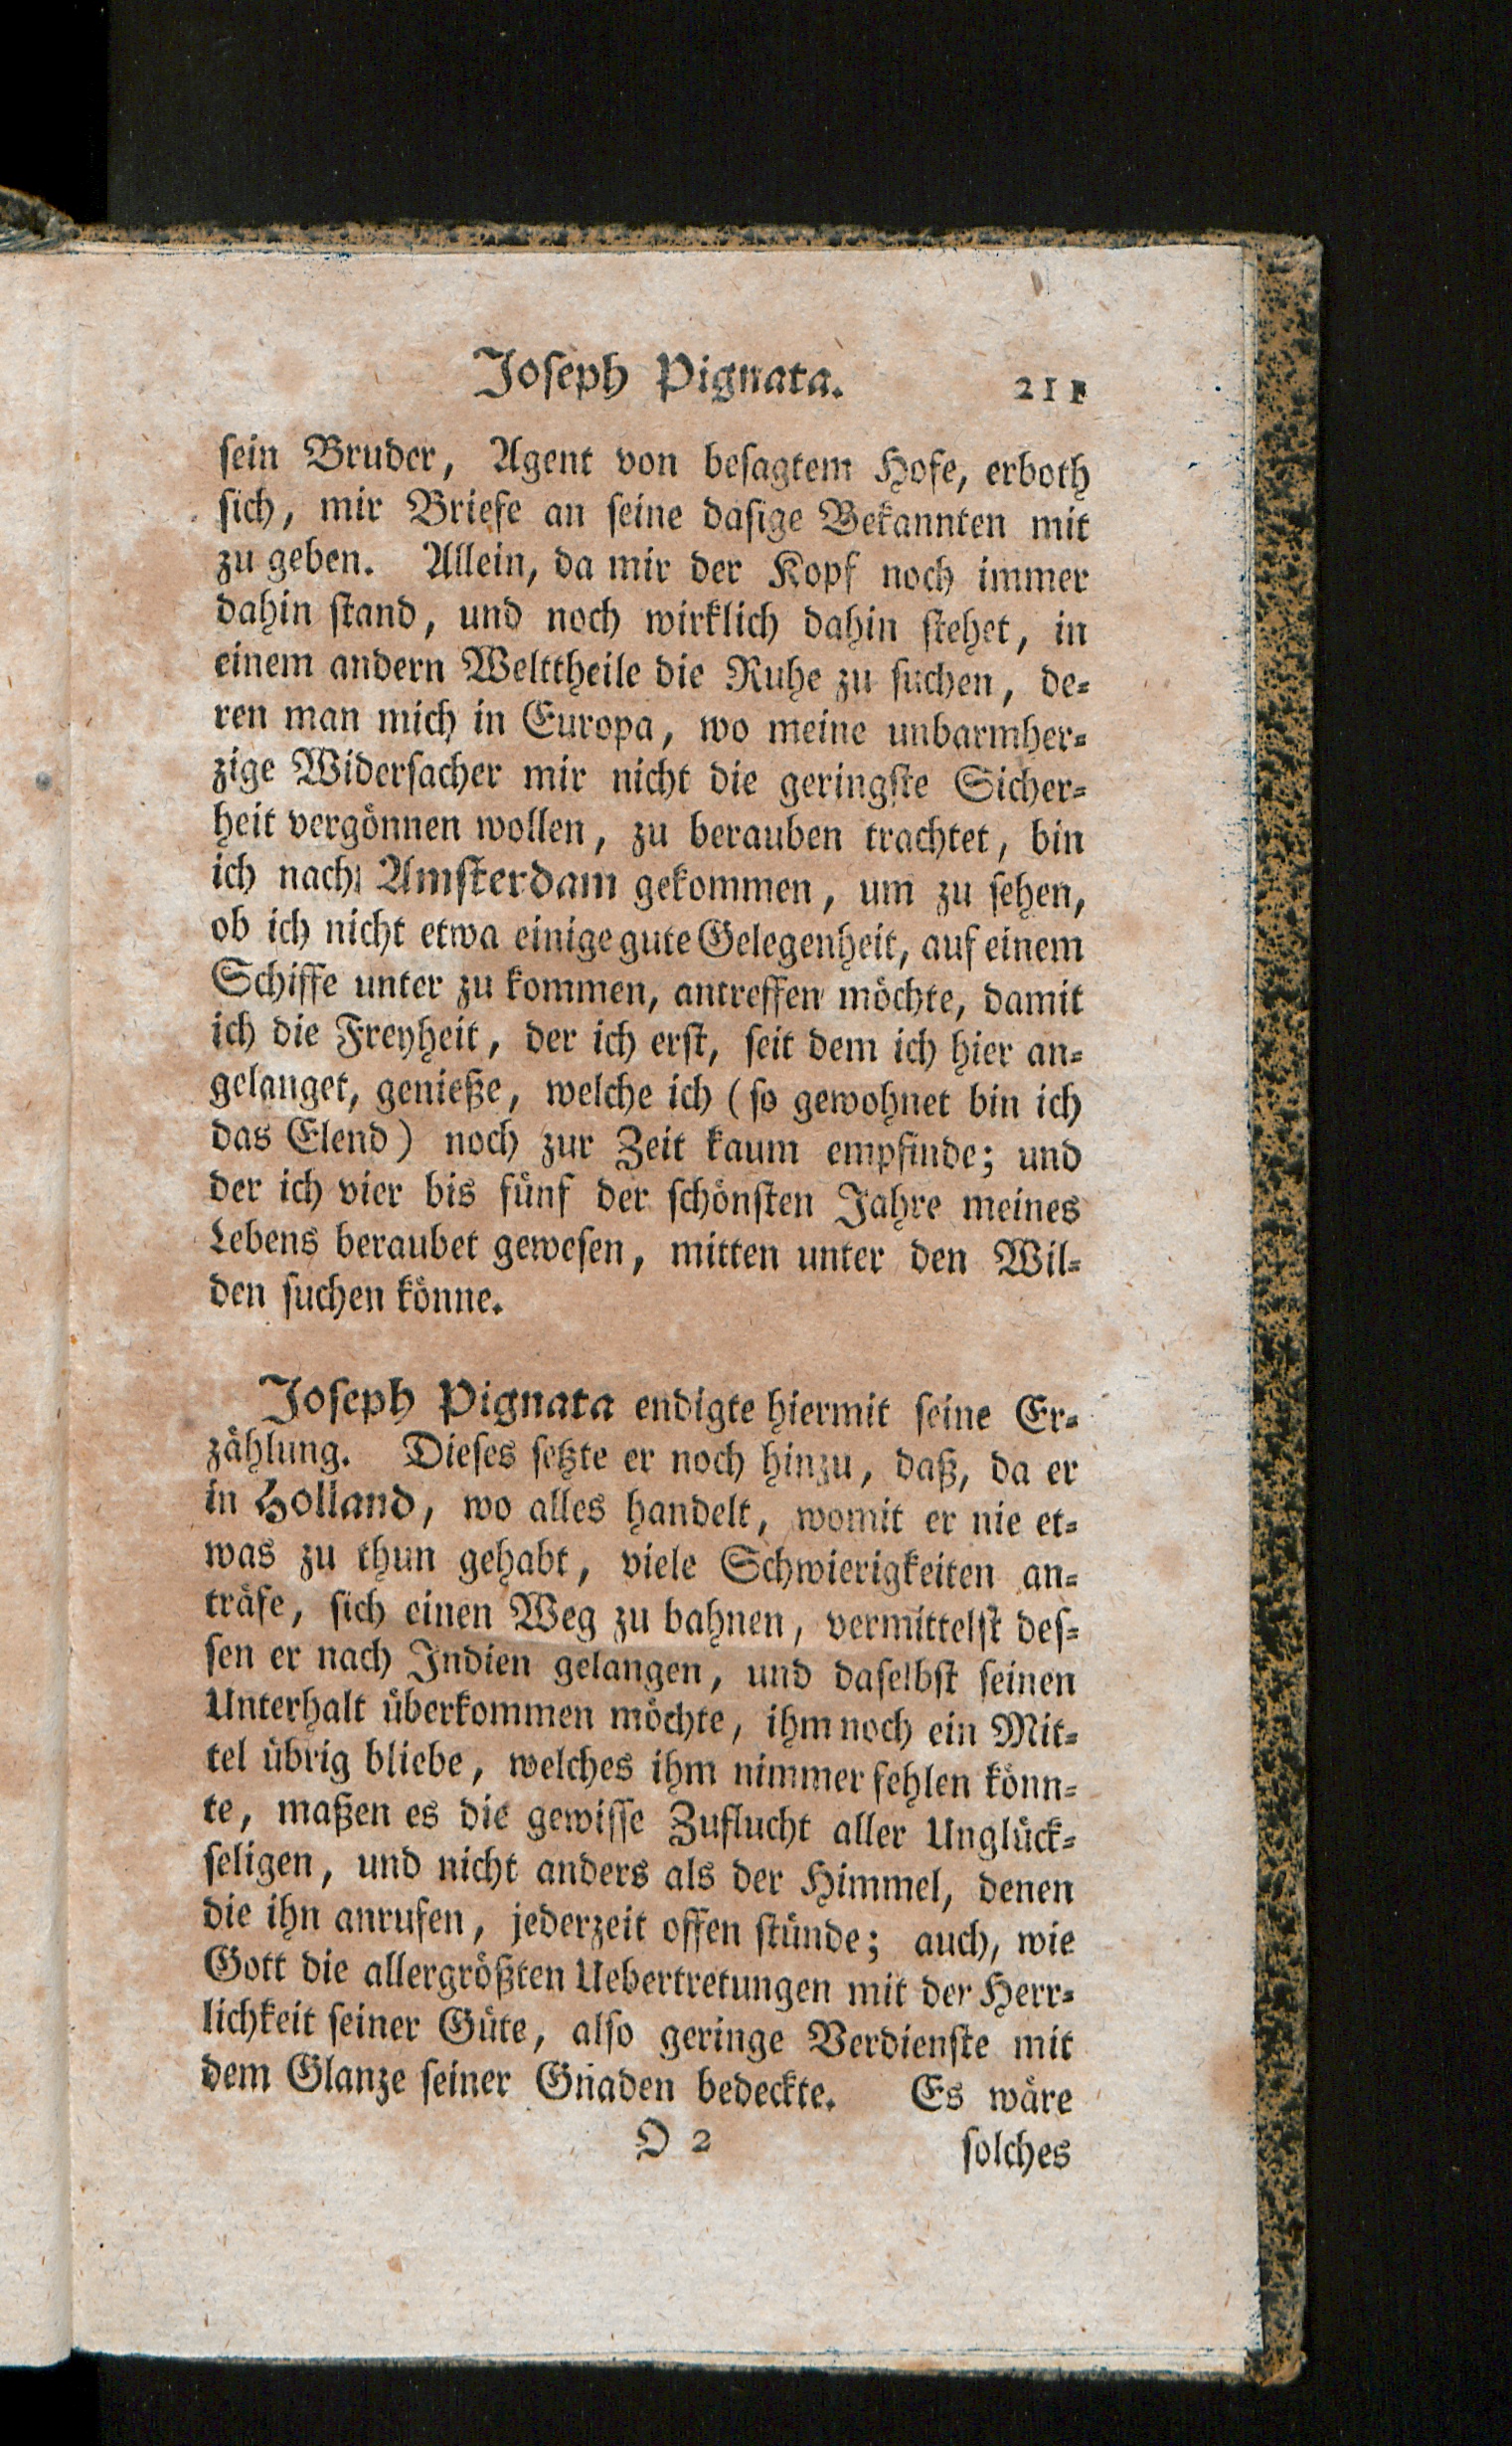 Joseph Pignata. 211
sein Bruder, Agent von besagtem Hofe, erboth
sich, mir Briefe an seine dasige Bekannten mit
zu geben. Allein, da mir der Kopf noch immer
dahin stand, und noch wirklich dahin stehet, in
einem andern Welttheile die Ruhe zu suchen, de-
ren man mich in Europa, wo meine unbarmher-
zige Widersacher mir nicht die geringste Sicher-
heit vergönnen wollen, zu berauben trachtet, bin
ich nach Amsterdam gekommen, um zu sehen,
ob ich nicht etwa einige gute Gelegenheit, auf einem
Schiffe unter zu kommen, antreffen möchte, damit
ich die Freyheit, der ich erst, seit dem ich hier an-
gelanget, genieße, welche ich (so gewohnet bin ich
das Elend) noch zur Zeit kaum empfinde; und
der ich vier bis fünf der schönsten Jahre meines
Lebens beraubet gewesen, mitten unter den Wil-
den suchen könne.
Joseph Pignata endigte hiermit seine Er-
zählung. Dieses setzte er noch hinzu, daß, da er
in Holland, wo alles handelt, womit er nie et-
was zu thun gehabt, viele Schwierigkeiten an-
träfe, sich einen Weg zu bahnen, vermittelst des-
sen er nach Indien gelangen, und daselbst seinen
Unterhalt überkommen möchte, ihm noch ein Mit-
tel übrig bliebe, welches ihm nimmer fehlen könn-
te, maßen es die gewisse Zuflucht aller Unglück-
seligen, und nicht anders als der Himmel, denen
die ihn anrufen, jederzeit offen stünde; auch, wie
Gott die allergrößten Uebertretungen mit der Herr-
lichkeit seiner Güte, also geringe Verdienste mit
dem Glanze seiner Gnaden bedeckte. Es wäre
O 2 solches